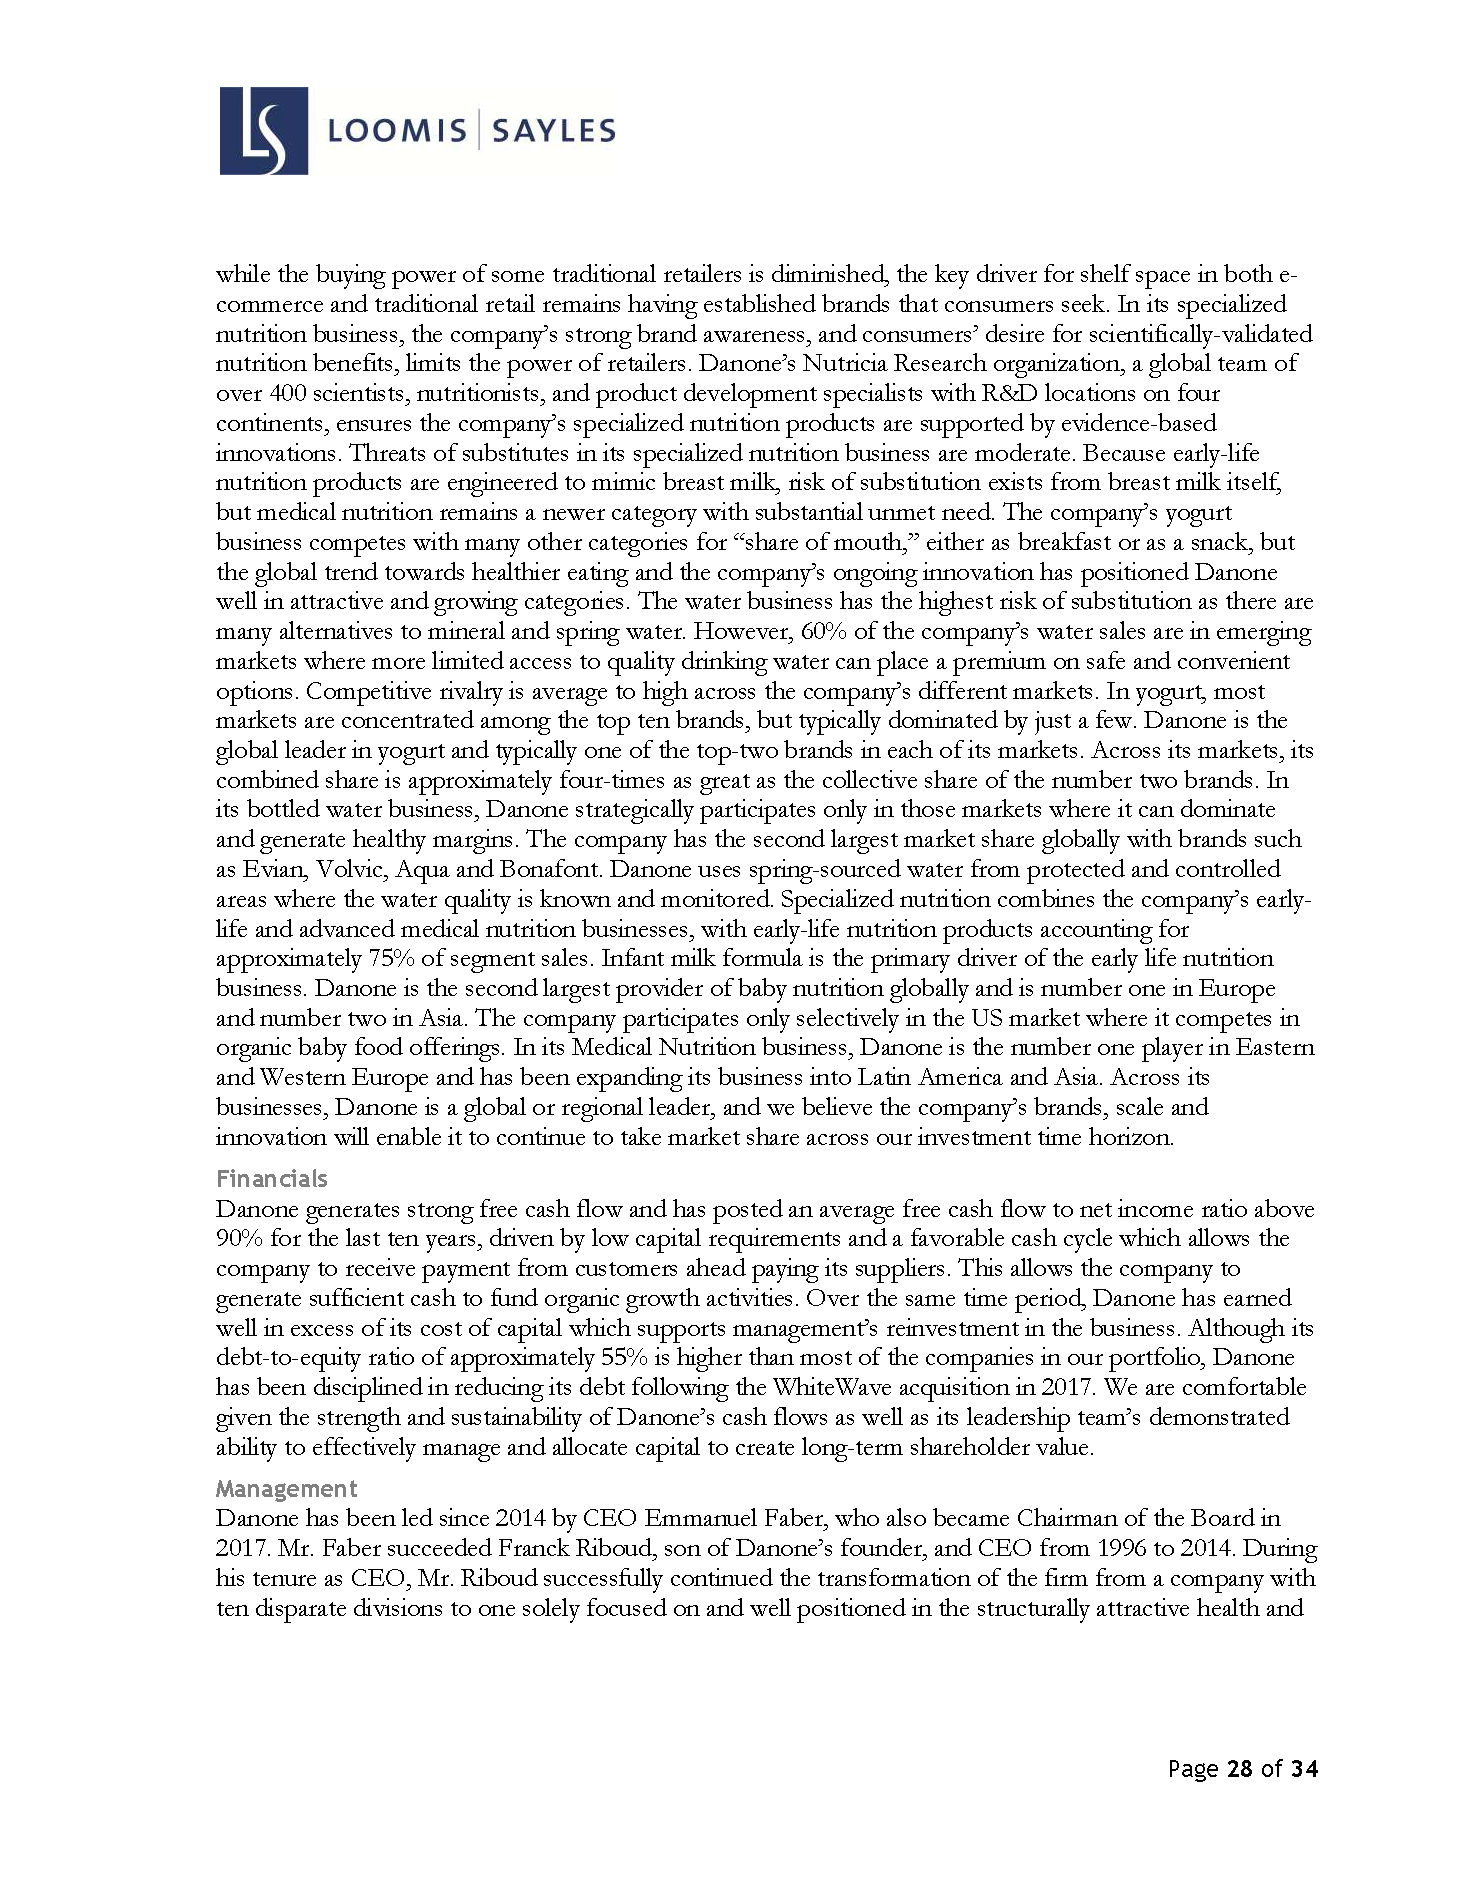 LS LOOMIS | SAYLES
while the buying power of some traditional retailers is diminished, the key driver for shelf space in both e-
commerce and traditional retail remains having established brands that consumers seek. In its specialized
nutrition business, the company’s strong brand awareness, and consumers’ desire for scientifically-validated
nutrition benefits, limits the power of retailers. Danone’s Nutricia Research organization, a global team of
over 400 scientists, nutritionists, and product development specialists with R&D locations on four
continents, ensures the company’s specialized nutrition products are supported by evidence-based
innovations. Threats of substitutes in its specialized nutrition business are moderate. Because early-life
nutrition products are engineered to mimic breast milk, risk of substitution exists from breast milk itself,
but medical nutrition remains a newer category with substantial unmet need. The company’s yogurt
business competes with many other categories for “share of mouth,” either as breakfast or as a snack, but
the global trend towards healthier eating and the company’s ongoing innovation has positioned Danone
well in attractive and growing categories. The water business has the highest risk of substitution as there are
many alternatives to mineral and spring water. However, 60% of the company’s water sales are in emerging
markets where more limited access to quality drinking water can place a premium on safe and convenient
options. Competitive rivalry is average to high across the company’s different markets. In yogurt, most
markets are concentrated among the top ten brands, but typically dominated by just a few. Danone is the
global leader in yogurt and typically one of the top-two brands in each of its markets. Across its markets, its
combined share is approximately four-times as great as the collective share of the number two brands. In
its bottled water business, Danone strategically participates only in those markets where it can dominate
and generate healthy margins. The company has the second largest market share globally with brands such
as Evian, Volvic, Aqua and Bonafont. Danone uses spring-sourced water from protected and controlled
areas where the water quality is known and monitored. Specialized nutrition combines the company’s early-
life and advanced medical nutrition businesses, with early-life nutrition products accounting for
approximately 75% of segment sales. Infant milk formula is the primary driver of the early life nutrition
business. Danone is the second largest provider of baby nutrition globally and is number one in Europe
and number two in Asia. The company participates only selectively in the US market where it competes in
organic baby food offerings. In its Medical Nutrition business, Danone is the number one player in Eastern
and Western Europe and has been expanding its business into Latin America and Asia. Across its
businesses, Danone is a global or regional leader, and we believe the company’s brands, scale and
innovation will enable it to continue to take market share across our investment time horizon.
Financials
Danone generates strong free cash flow and has posted an average free cash flow to net income ratio above
90% for the last ten years, driven by low capital requirements and a favorable cash cycle which allows the
company to receive payment from customers ahead paying its suppliers. This allows the company to
generate sufficient cash to fund organic growth activities. Over the same time period, Danone has earned
well in excess of its cost of capital which supports management’s reinvestment in the business. Although its
debt-to-equity ratio of approximately 55% is higher than most of the companies in our portfolio, Danone
has been disciplined in reducing its debt following the WhiteWave acquisition in 2017. We are comfortable
given the strength and sustainability of Danone’s cash flows as well as its leadership team’s demonstrated
ability to effectively manage and allocate capital to create long-term shareholder value.
Management
Danone has been led since 2014 by CEO Emmanuel Faber, who also became Chairman of the Board in
2017. Mr. Faber succeeded Franck Riboud, son of Danone’s founder, and CEO from 1996 to 2014. During
his tenure as CEO, Mr. Riboud successfully continued the transformation of the firm from a company with
ten disparate divisions to one solely focused on and well positioned in the structurally attractive health and
Page 28 of 34